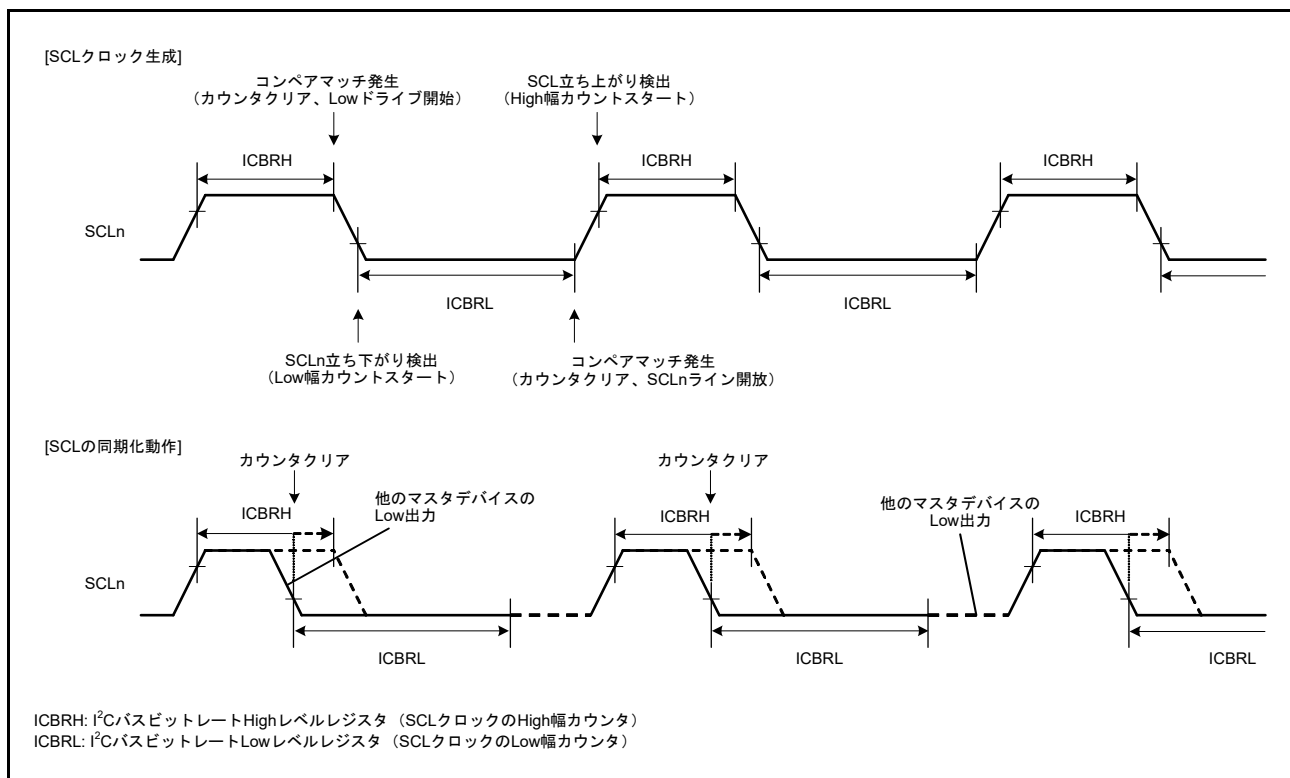 [SCLクロック生成]
コンペアマッチ発生
（カウンタクリア、Lowドライブ開始）
SCL立ち上がり検出
（High幅カウントスタート）
ICBRH
ICBRH
ICBRH
SCLn
ICBRL
ICBRL
SCLn立ち下がり検出
（Low幅カウントスタート）
コンペアマッチ発生
（カウンタクリア、SCLnライン開放）
[SCLの同期化動作]
カウンタクリア
カウンタクリア
他のマスタデバイスの
Low出力
他のマスタデバイスの
Low出力
ICBRH
ICBRH
ICBRH
SCLn
ICBRL
ICBRL
ICBRL
ICBRH: I²CバスビットレートHighレベルレジスタ（SCLクロックのHigh幅カウンタ）
ICBRL: I²CバスビットレートLowレベルレジスタ（SCLクロックのLow幅カウンタ）